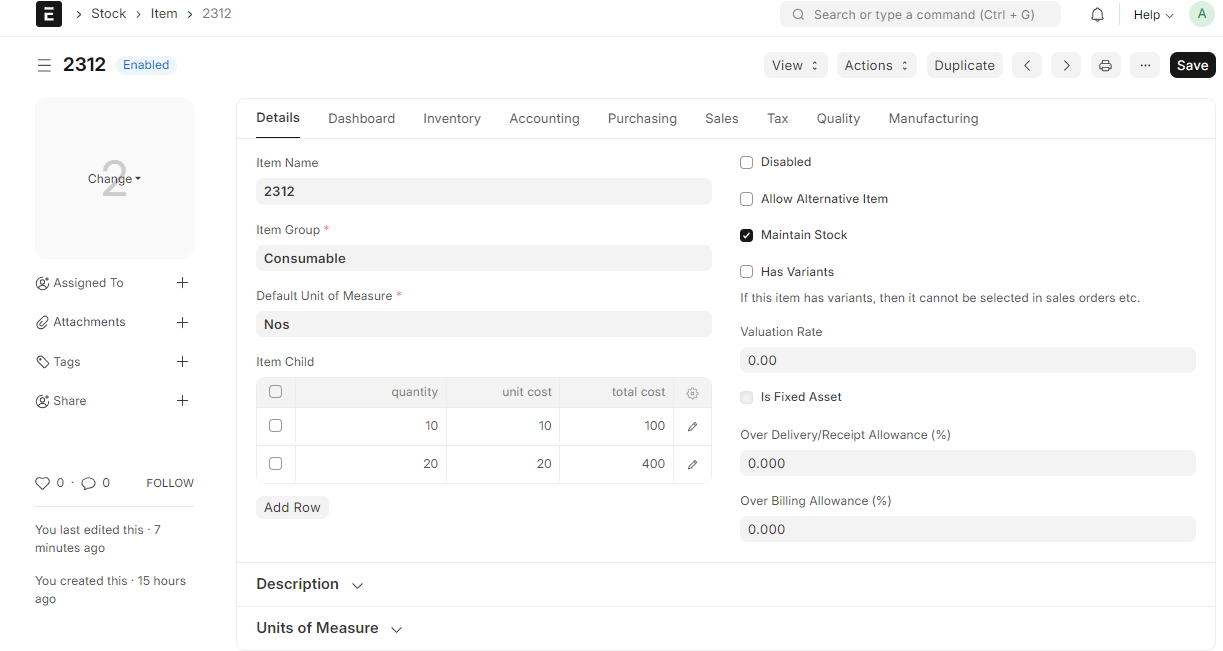 E Stock Item 2312 Search or type a command (Ctrl + G) Help A
2312 Enabled View Actions Duplicate ... Save
2
Change
Assigned To
Attachments
Tags
Share
0 · 0 FOLLOW
You last edited this · 7
minutes ago
You created this · 15 hours
ago
Details Dashboard Inventory Accounting Purchasing Sales Tax Quality Manufacturing
Item Name
2312
Item Group *
Consumable
Default Unit of Measure *
Nos
Item Child
quantity unit cost total cost
10 10 100
20 20 400
Add Row
Disabled
Allow Alternative Item
Maintain Stock
Has Variants
If this item has variants, then it cannot be selected in sales orders etc.
Valuation Rate
0.00
Is Fixed Asset
Over Delivery/Receipt Allowance (%)
0.000
Over Billing Allowance (%)
0.000
Description
Units of Measure